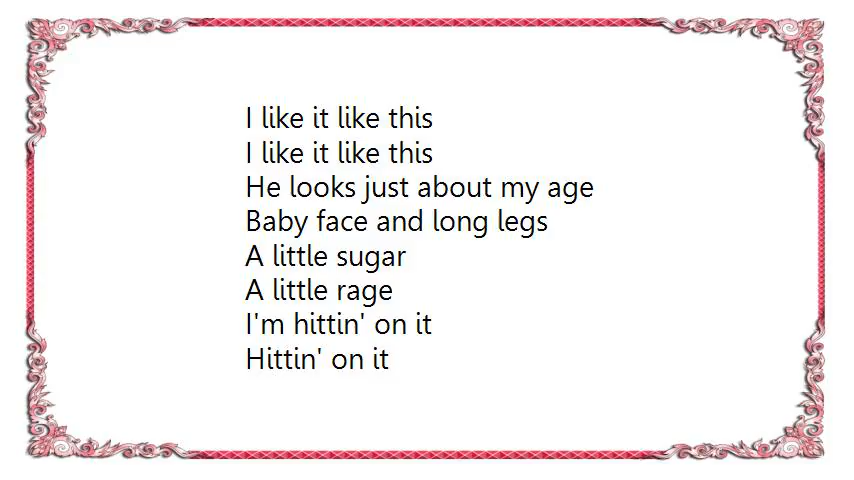 I like it like this
I like it like this
He looks just about my age
Baby face and long legs
A little sugar
A little rage
I'm hittin' on it
Hittin' on it